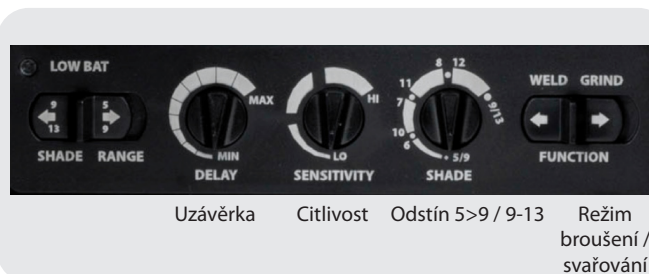 LOW BAT
9 13
5 9
SHADE RANGE
MAX
MIN
DELAY
HI
LO
SENSITIVITY
8 12
11
7
9/13
10
6
5/9
SHADE
WELD GRIND
FUNCTION
Uzávěrka
Citlivost
Odstín 5>9 / 9-13
Režim
broušení /
svařování